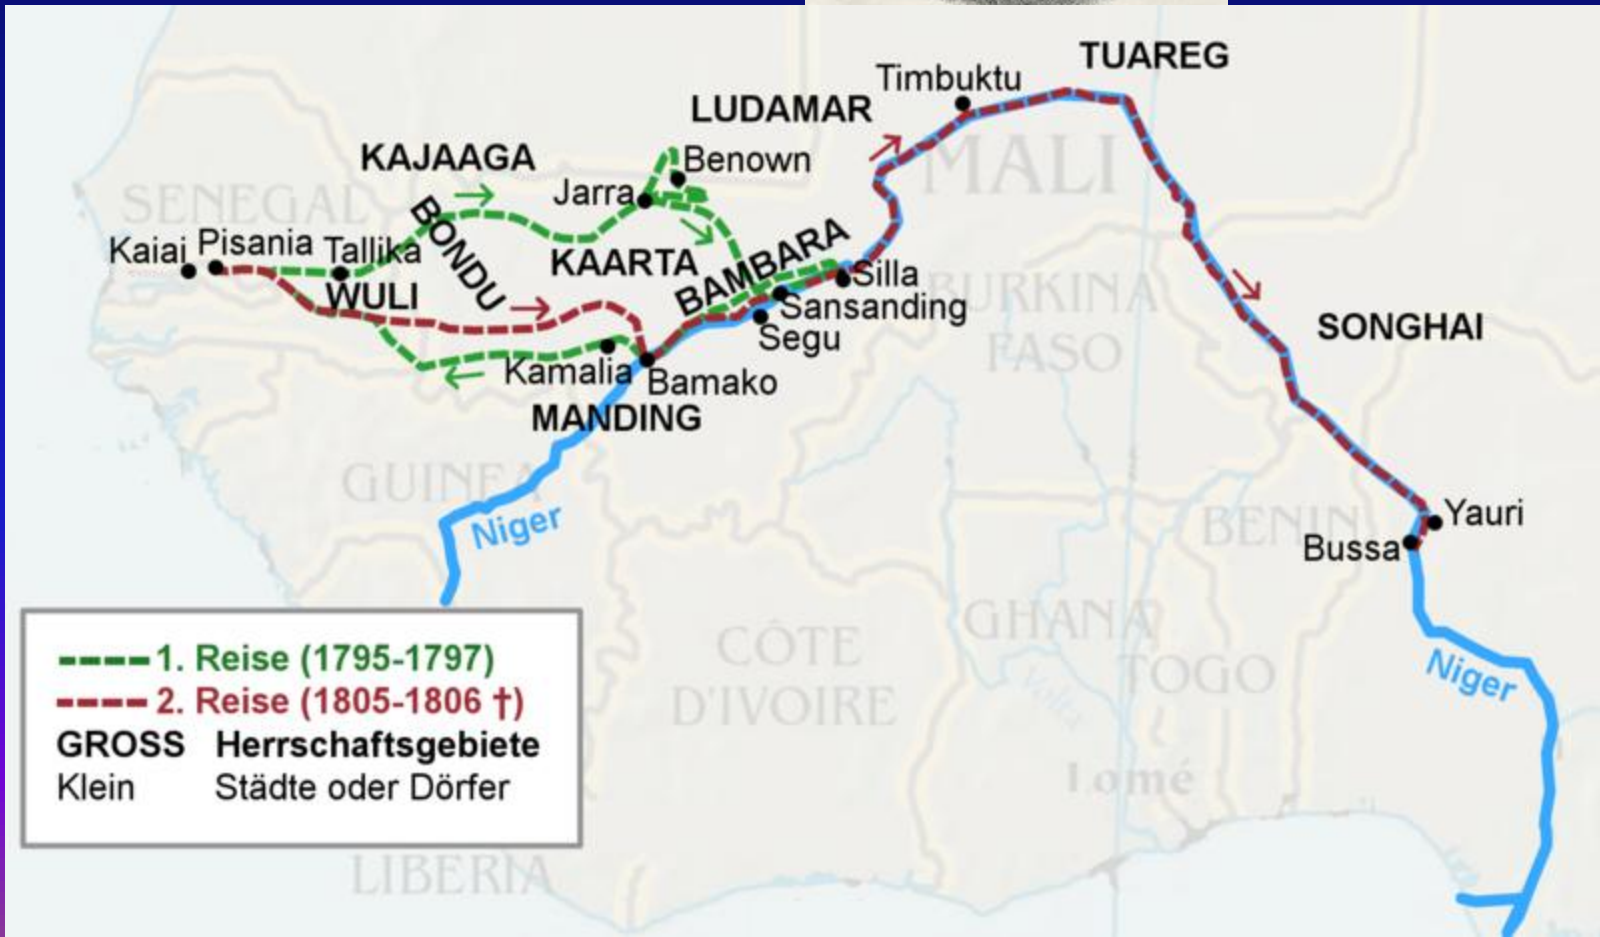 TUAREG
Timbuktu
LUDAMAR
MALI
KAJAAGA
Benown
Jarra
SENEGAL
BONDU
Kaiai
Pisania
Tallika
KAARTA
BAMBARA
WULI
Silla
BURKINA
FASO
Sansanding
Segu
SONGHAI
Kamalia
Bamako
MANDING
GUINEA
Niger
Yauri
BENIN
Bussa
GHANA
CÔTE
D'IVOIRE
TOGO
Niger
Volta
Lomé
1. Reise (1795-1797)
2. Reise (1805-1806 †)
GROSS Herrschaftsgebiete
Klein Städte oder Dörfer
LIBERIA